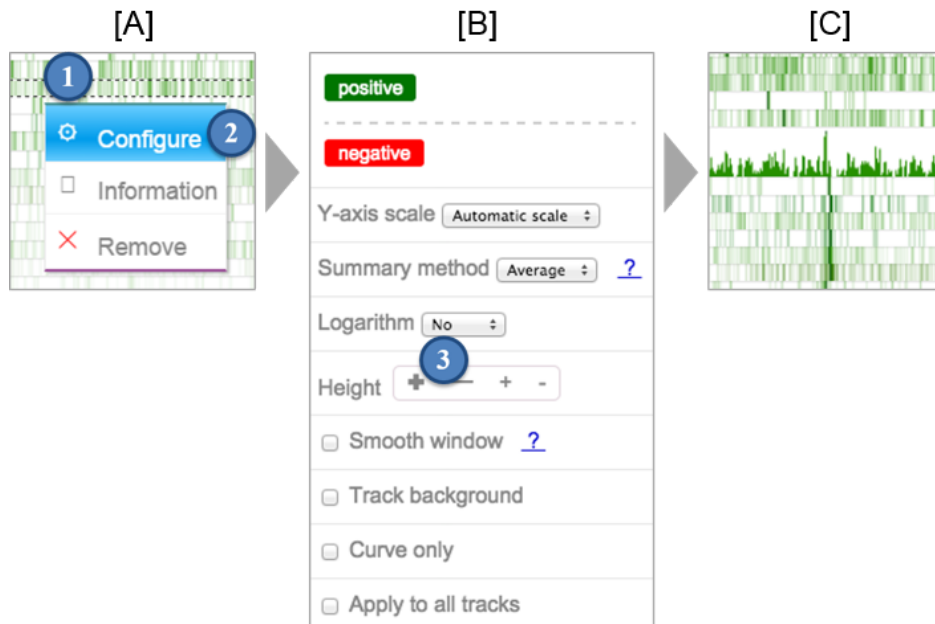 [A] [B] [C]
1
Configure 2
Information
Remove
positive
negative
Y-axis scale Automatic scale
Summary method Average ?
Logarithm No
3
Height + — + -
Smooth window ?
Track background
Curve only
Apply to all tracks